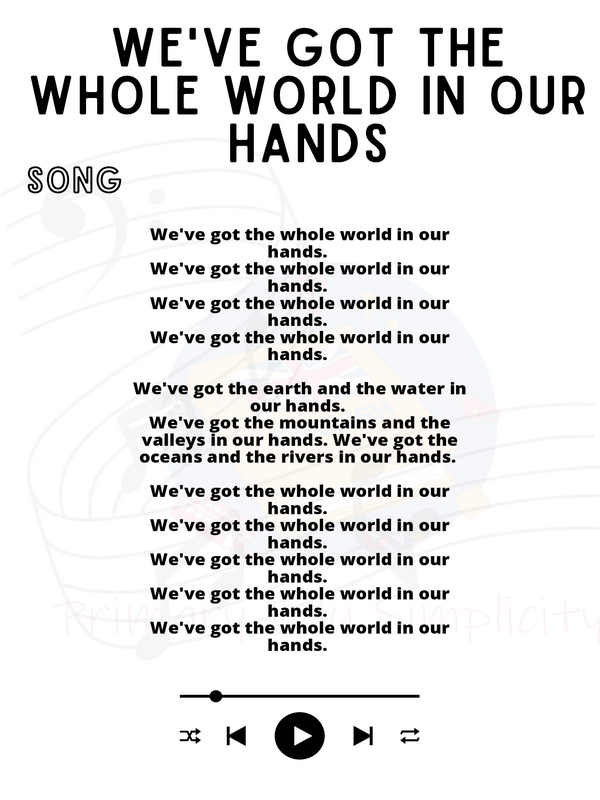 WE'VE GOT THE
WHOLE WORLD IN OUR
HANDS
SONG
We've got the whole world in our
hands.
We've got the whole world in our
hands.
We've got the whole world in our
hands.
We've got the whole world in our
hands.
We've got the earth and the water in
our hands.
We've got the mountains and the
valleys in our hands. We've got the
oceans and the rivers in our hands.
We've got the whole world in our
hands.
We've got the whole world in our
hands.
We've got the whole world in our
hands.
We've got the whole world in our
hands.
We've got the whole world in our
hands.
Primary Simplicity